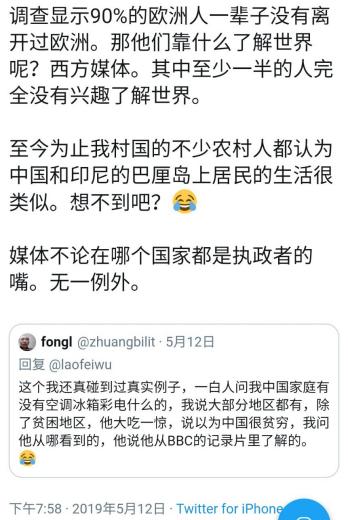 调查显示90%的欧洲人一辈子没有离
开过欧洲。那他们靠什么了解世界
呢？西方媒体。其中至少一半的人完
全没有兴趣了解世界。
至今为止我村国的不少农村人都认为
中国和印尼的巴厘岛上居民的生活很
类似。想不到吧？😂
媒体不论在哪个国家都是执政者的
嘴。无一例外。
fongl @zhuangbilit · 5月12日
回复 @laofeiwu
这个我还真碰到过真实例子，一白人问我中国家庭有
没有空调冰箱彩电什么的，我说大部分地区都有，除
了贫困地区，他大吃一惊，说以为中国很贫穷，我问
他从哪看到的，他说他从BBC的记录片里了解的。
😂
下午7:58 · 2019年5月12日 · Twitter for iPhone